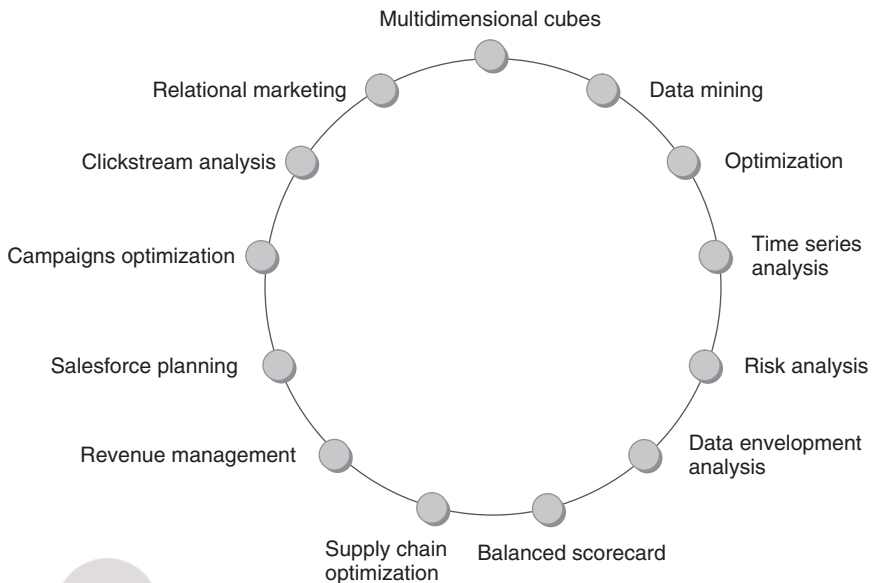 Multidimensional cubes
Relational marketing
Data mining
Clickstream analysis
Optimization
Campaigns optimization
Time series
analysis
Salesforce planning
Risk analysis
Revenue management
Data envelopment
analysis
Supply chain
optimization
Balanced scorecard